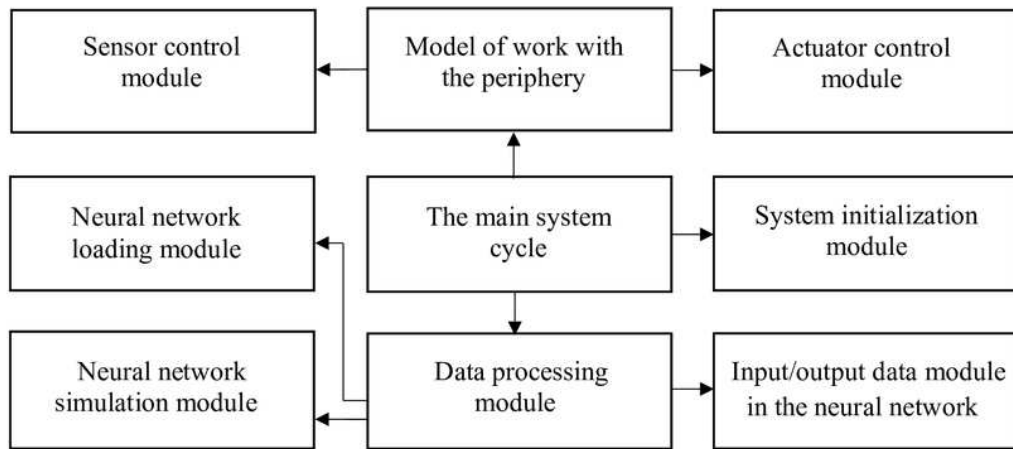 Sensor control
module
Model of work with
the periphery
Actuator control
module
Neural network
loading module
The main system
cycle
System initialization
module
Neural network
simulation module
Data processing
module
Input/output data module
in the neural network